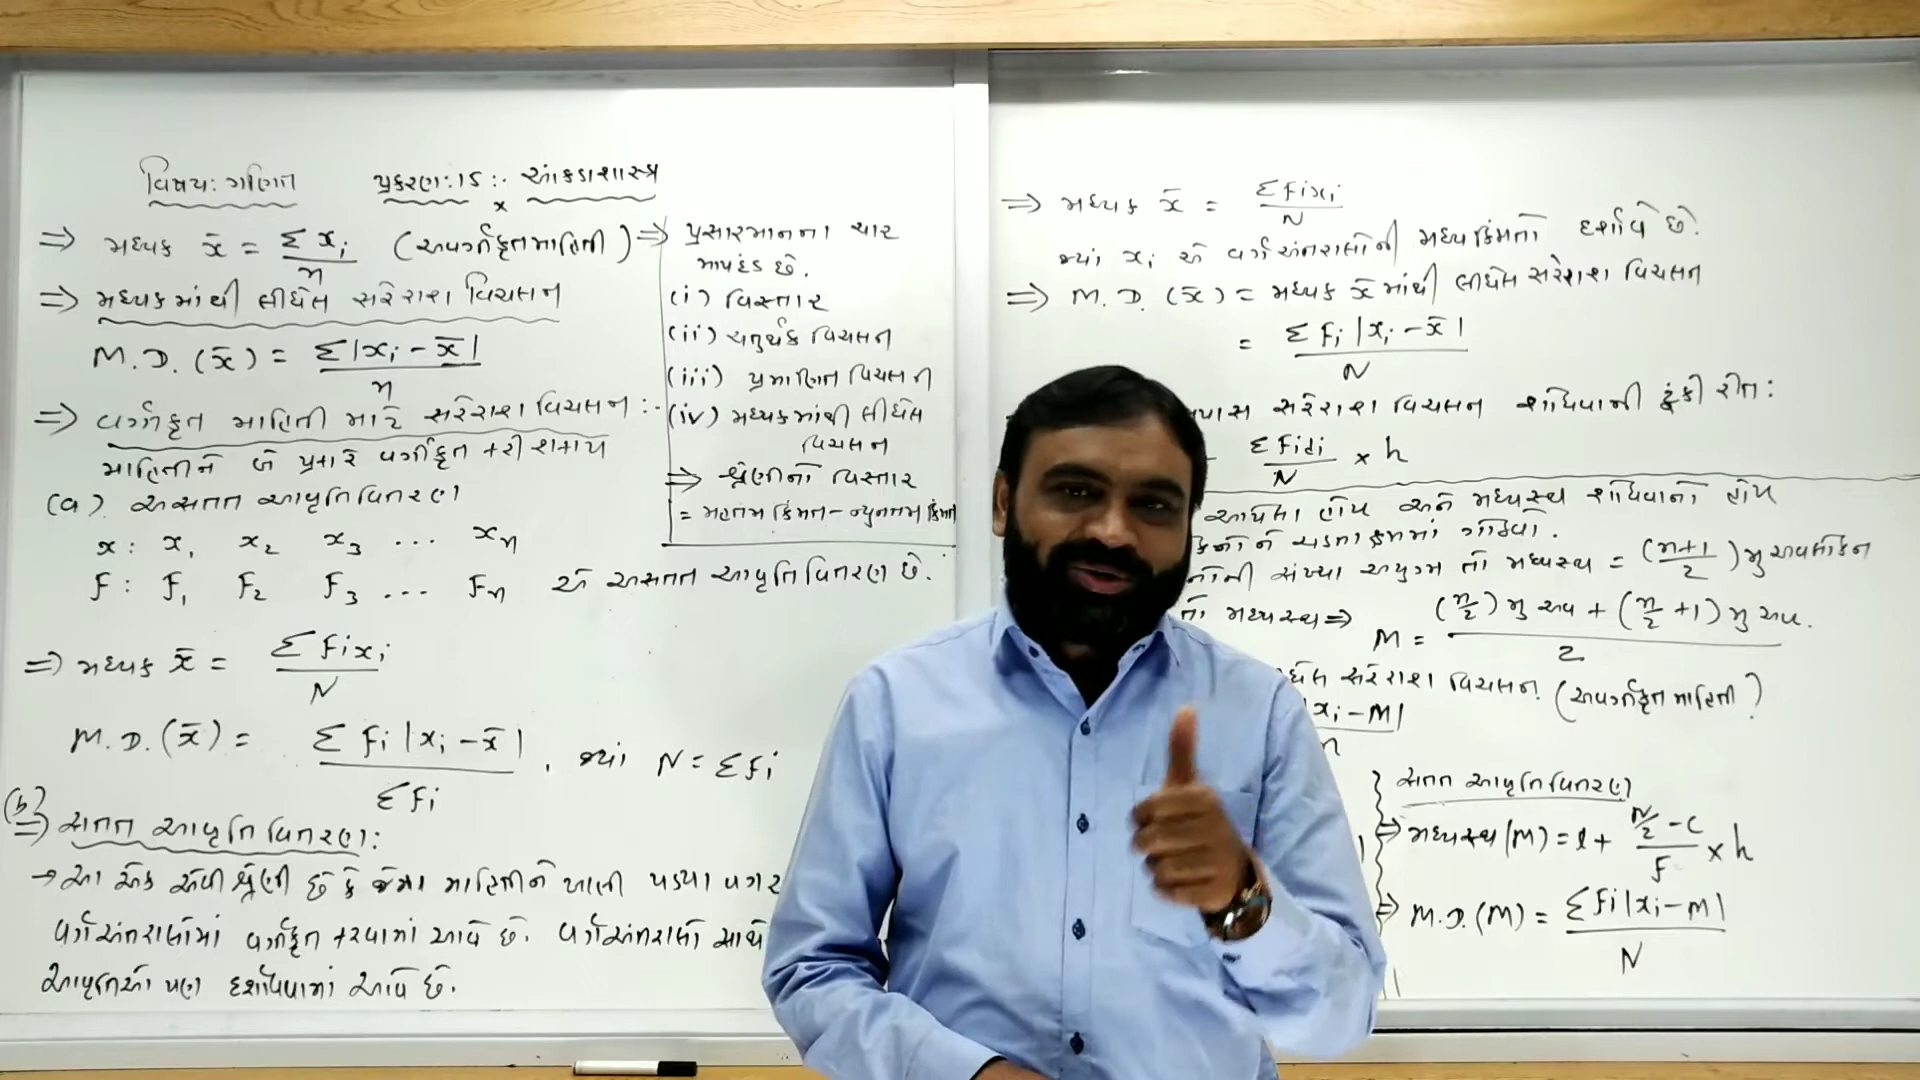 વિષય: ગણિત પ્રકરણ:15:- આંકડાશાસ્ત્ર
⇒ મધ્યક x̄ = Σxᵢ / n (અવર્ગીકૃત માહિતી)
⇒ મધ્યકમાંથી લીધેલ સરેરાશ વિચલન
M.D.(x̄) = Σ|xᵢ - x̄| / n
⇒ વર્ગીકૃત માહિતી માટે સરેરાશ વિચલન:-
માહિતીને બે પ્રકારે વર્ગીકૃત કરી શકાય
(a) અસતત આવૃત્તિ વિતરણ
x: x₁ x₂ x₃ ... xₙ
f: f₁ f₂ f₃ ... fₙ એ અસતત આવૃત્તિ વિતરણ છે.
⇒ મધ્યક x̄ = Σfᵢxᵢ / N
M.D.(x̄) = Σfᵢ|xᵢ - x̄| / Σfᵢ , જ્યાં N = Σfᵢ
(b)
⇒ સતત આવૃત્તિ વિતરણ:
→ આ એક એવી શ્રેણી છે કે જેમાં માહિતીને ખાલી પડ્યા વગર
વર્ગઅંતરાલોમાં વર્ગીકૃત કરવામાં આવે છે. વર્ગઅંતરાલો સાથે
આવૃત્તિઓ પણ દર્શાવવામાં આવે છે.
⇒ પ્રસારમાનના ચાર
માપદંડ છે.
(i) વિસ્તાર
(ii) ચતુર્થક વિચલન
(iii) પ્રમાણિત વિચલન
(iv) મધ્યકમાંથી લીધેલ
વિચલન
⇒ શ્રેણીનો વિસ્તાર
= મહત્તમ કિંમત - ન્યુનતમ કિંમત
⇒ મધ્યક x̄ = Σfᵢxᵢ / N
જ્યાં xᵢ એ વર્ગઅંતરાલોની મધ્યકિંમતો દર્શાવે છે.
⇒ M.D.(x̄) = મધ્યક x̄ માંથી લીધેલ સરેરાશ વિચલન
= Σfᵢ|xᵢ - x̄| / N
સરેરાશ વિચલન શોધવાની ટૂંકી રીત:
Σfᵢdᵢ / N × h
આપેલા હોય અને મધ્યસ્થ શોધવાનો હોય
ચડતા ક્રમમાં ગોઠવો.
સંખ્યા અયુગ્મ તો મધ્યસ્થ = (n+1 / 2) મુ અવલોકન
તો મધ્યસ્થ ⇒ M = (n/2) મુ અવ + (n/2 + 1) મુ અવ. / 2
સરેરાશ વિચલન. (અવર્ગીકૃત માહિતી)
xᵢ - M| / n
સતત આવૃત્તિ વિતરણ
⇒ મધ્યસ્થ (M) = l + N/2 - c / f × h
⇒ M.D.(M) = Σfᵢ|xᵢ - M| / N